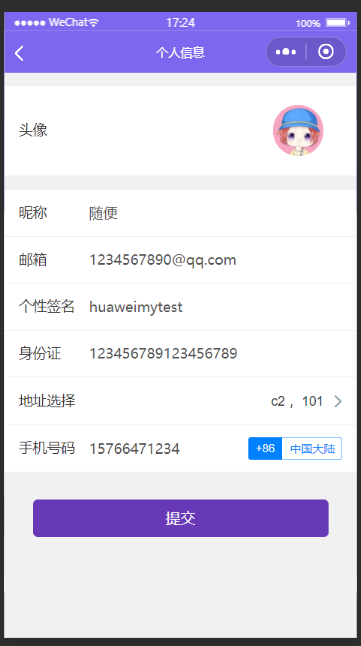 WeChat 17:24 100%
个人信息
头像
昵称 随便
邮箱 1234567890@qq.com
个性签名 huaweimytest
身份证 123456789123456789
地址选择 c2 , 101
手机号码 15766471234 +86 中国大陆
提交